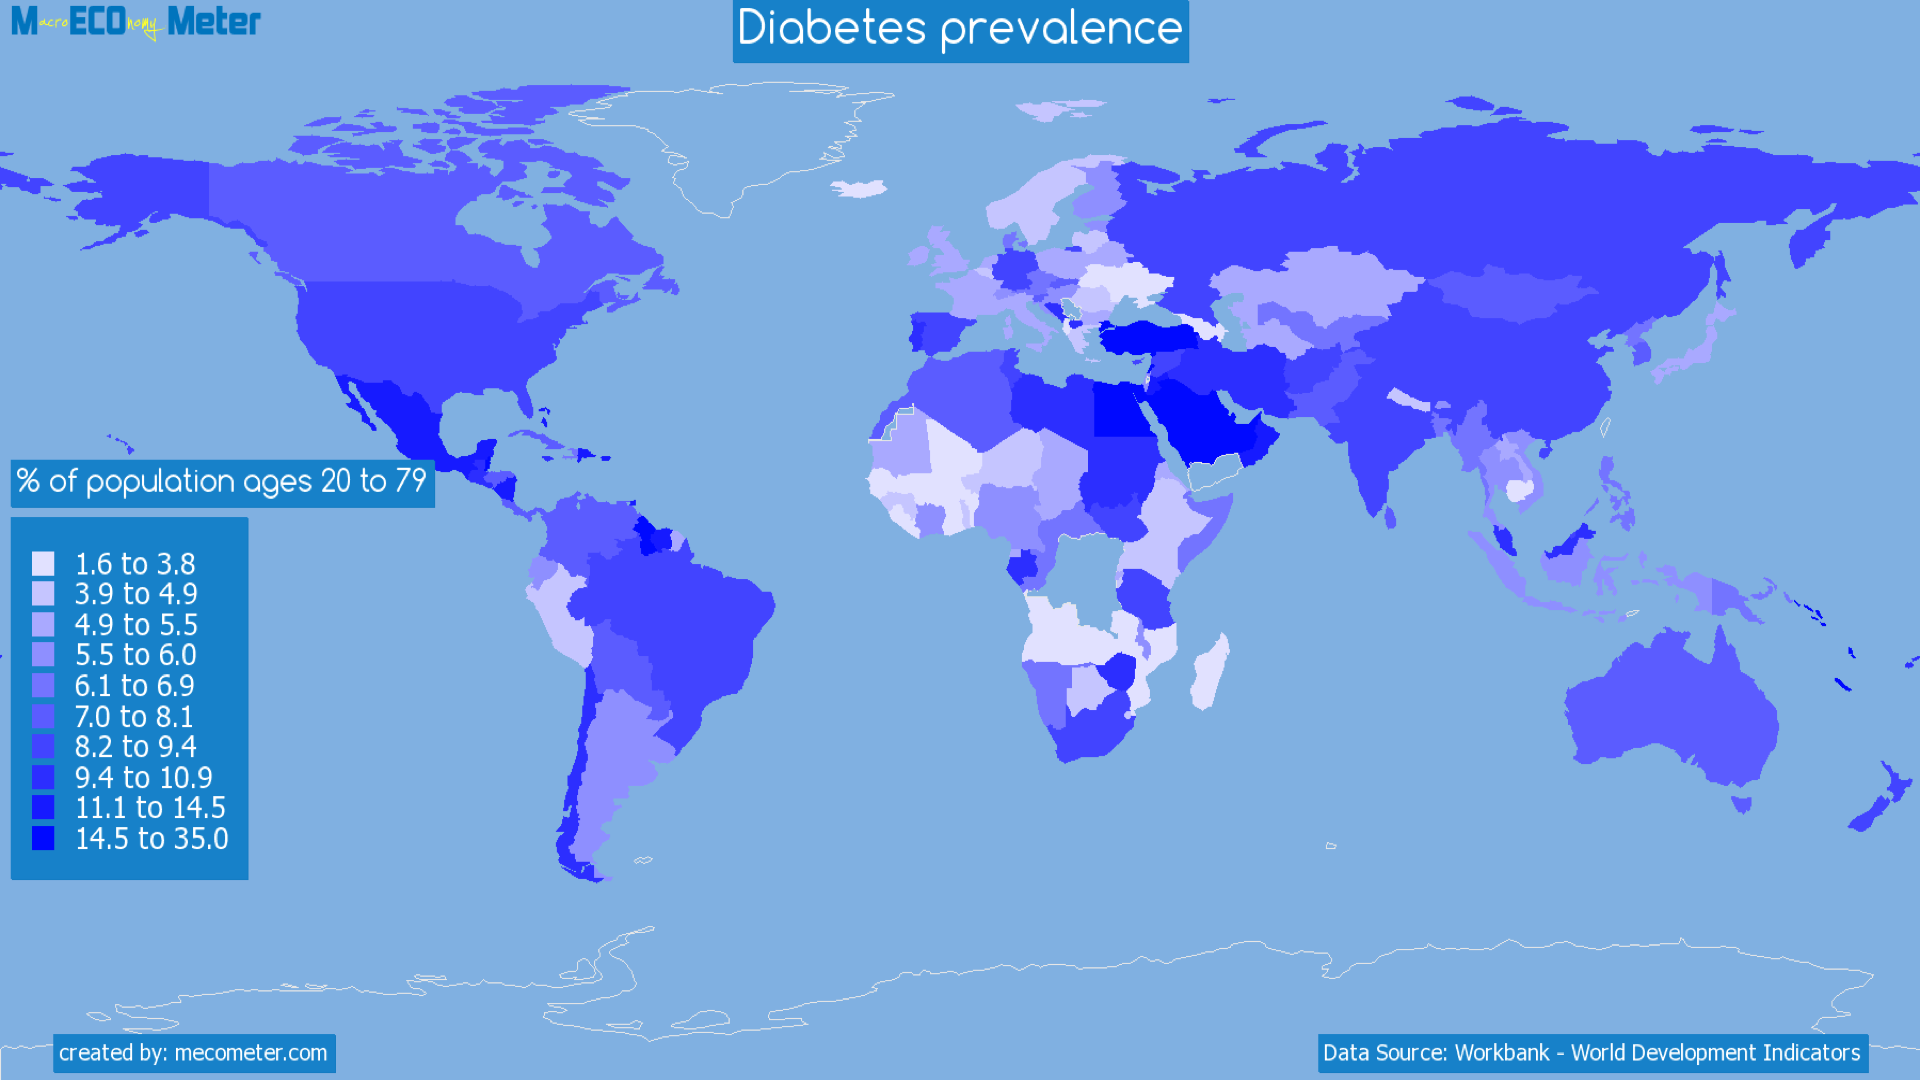 MacroEConomy Meter
Diabetes prevalence
% of population ages 20 to 79
1.6 to 3.8
3.9 to 4.9
4.9 to 5.5
5.5 to 6.0
6.1 to 6.9
7.0 to 8.1
8.2 to 9.4
9.4 to 10.9
11.1 to 14.5
14.5 to 35.0
created by: mecometer.com
Data Source: Workbank - World Development Indicators